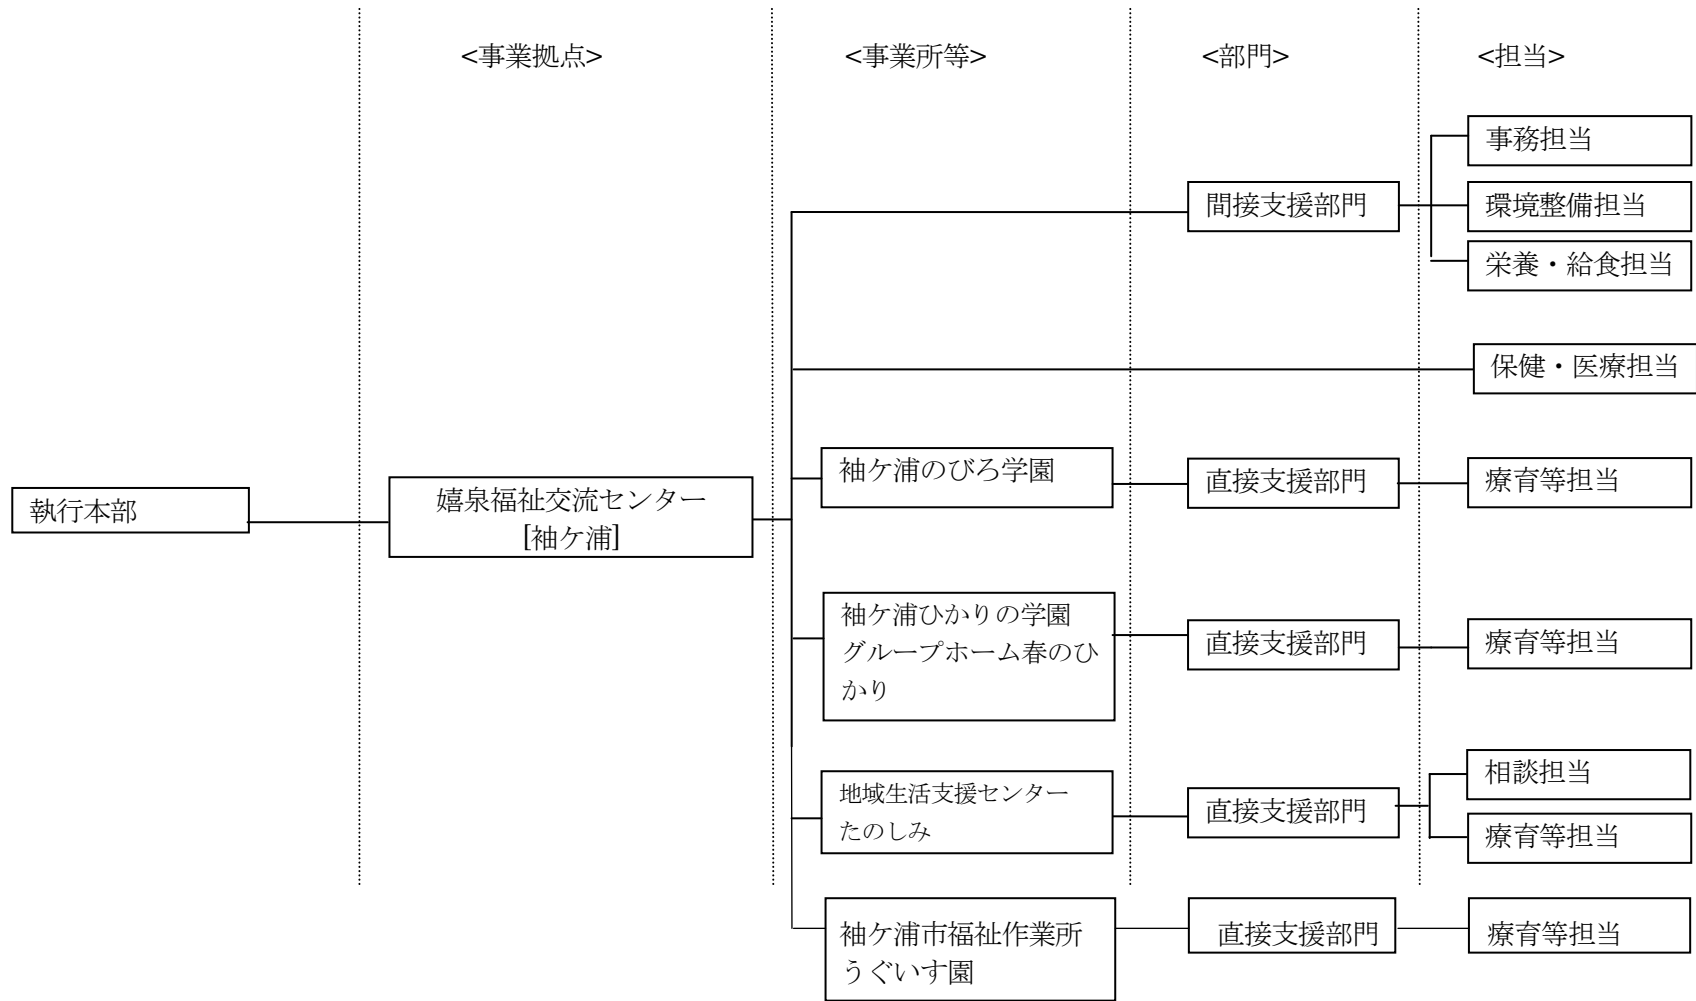 <事業拠点>
<事業所等>
<部門>
<担当>
事務担当
間接支援部門
環境整備担当
栄養・給食担当
保健・医療担当
袖ケ浦のびろ学園
直接支援部門
療育等担当
執行本部
嬉泉福祉交流センター
[袖ケ浦]
袖ケ浦ひかりの学園
グループホーム春のひ
かり
直接支援部門
療育等担当
地域生活支援センター
たのしみ
直接支援部門
相談担当
療育等担当
袖ケ浦市福祉作業所
うぐいす園
直接支援部門
療育等担当